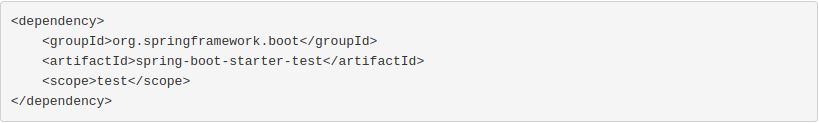 <dependency>
    <groupId>org.springframework.boot</groupId>
    <artifactId>spring-boot-starter-test</artifactId>
    <scope>test</scope>
</dependency>